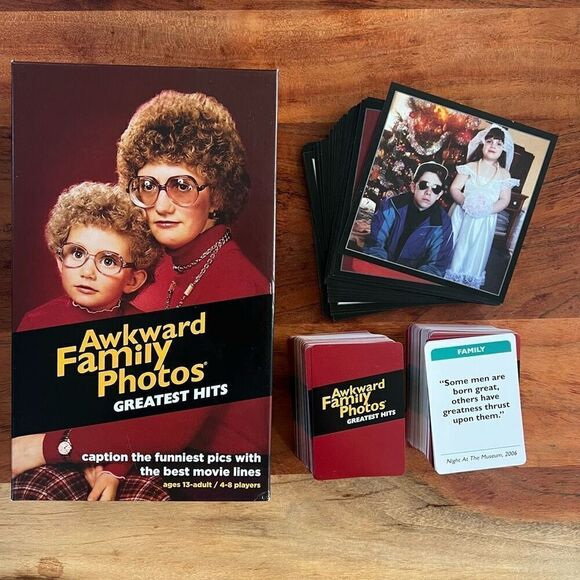 Awkward
Family
Photos®
GREATEST HITS
caption the funniest pics with
the best movie lines
ages 13-adult / 4-8 players
Awkward
Family
Photos®
GREATEST HITS
FAMILY
“Some men are
born great,
others have
greatness thrust
upon them.”
Night At The Museum, 2006